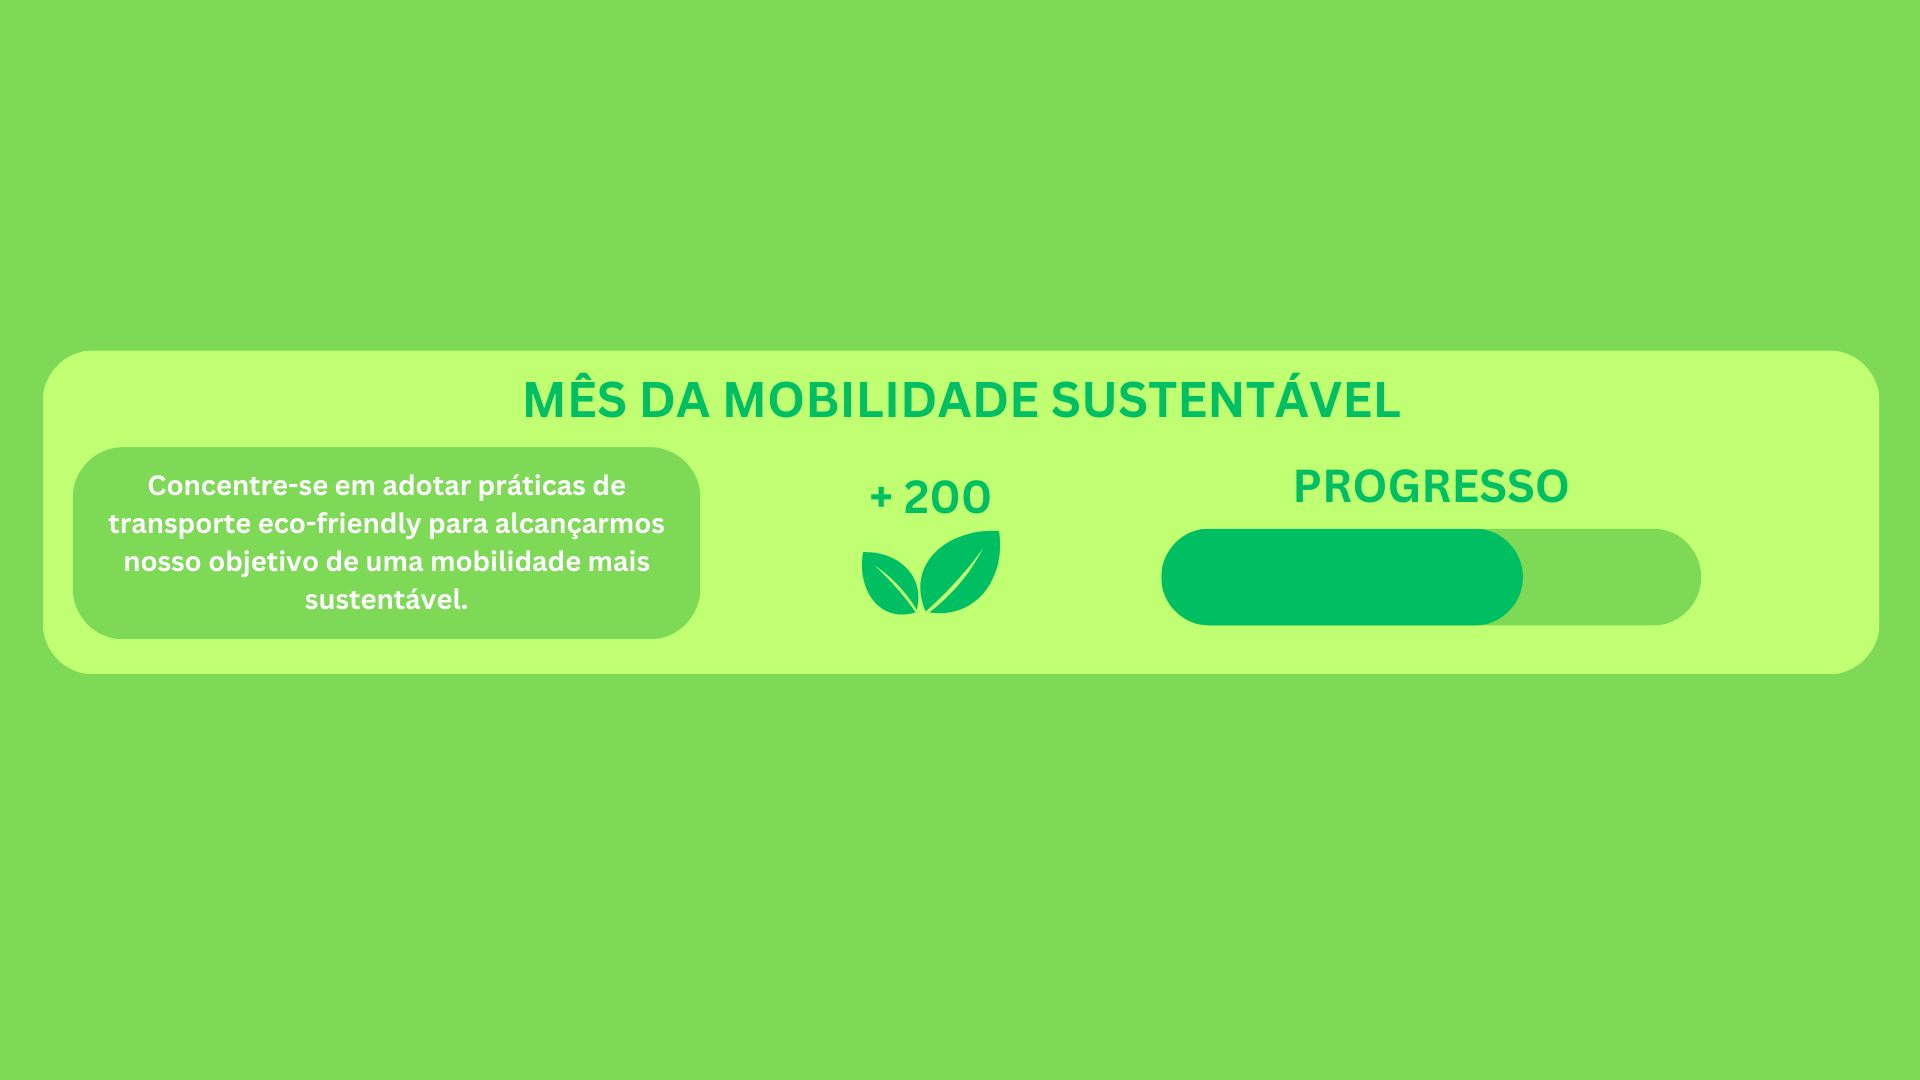 MÊS DA MOBILIDADE SUSTENTÁVEL
Concentre-se em adotar práticas de
transporte eco-friendly para alcançarmos
nosso objetivo de uma mobilidade mais
sustentável.
+ 200
PROGRESSO